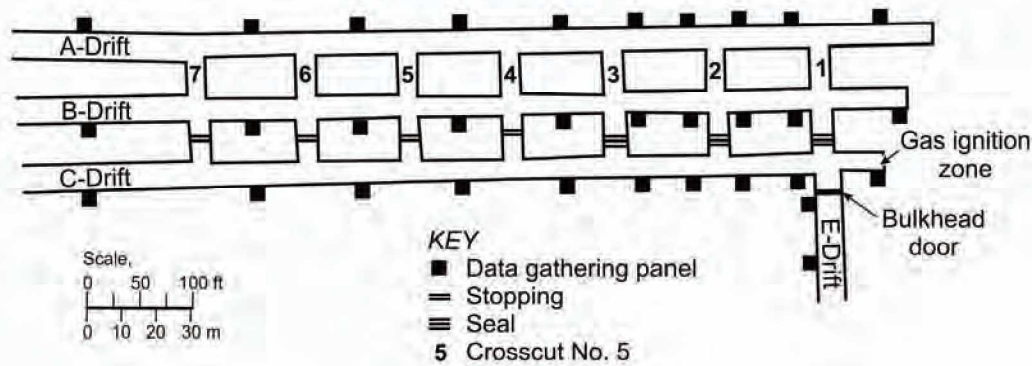 A-Drift
7
6
5
4
3
2
1
B-Drift
C-Drift
Gas ignition
zone
Bulkhead
door
E-Drift
Scale,
0 50 100 ft
0 10 20 30 m
KEY
Data gathering panel
Stopping
Seal
5 Crosscut No. 5